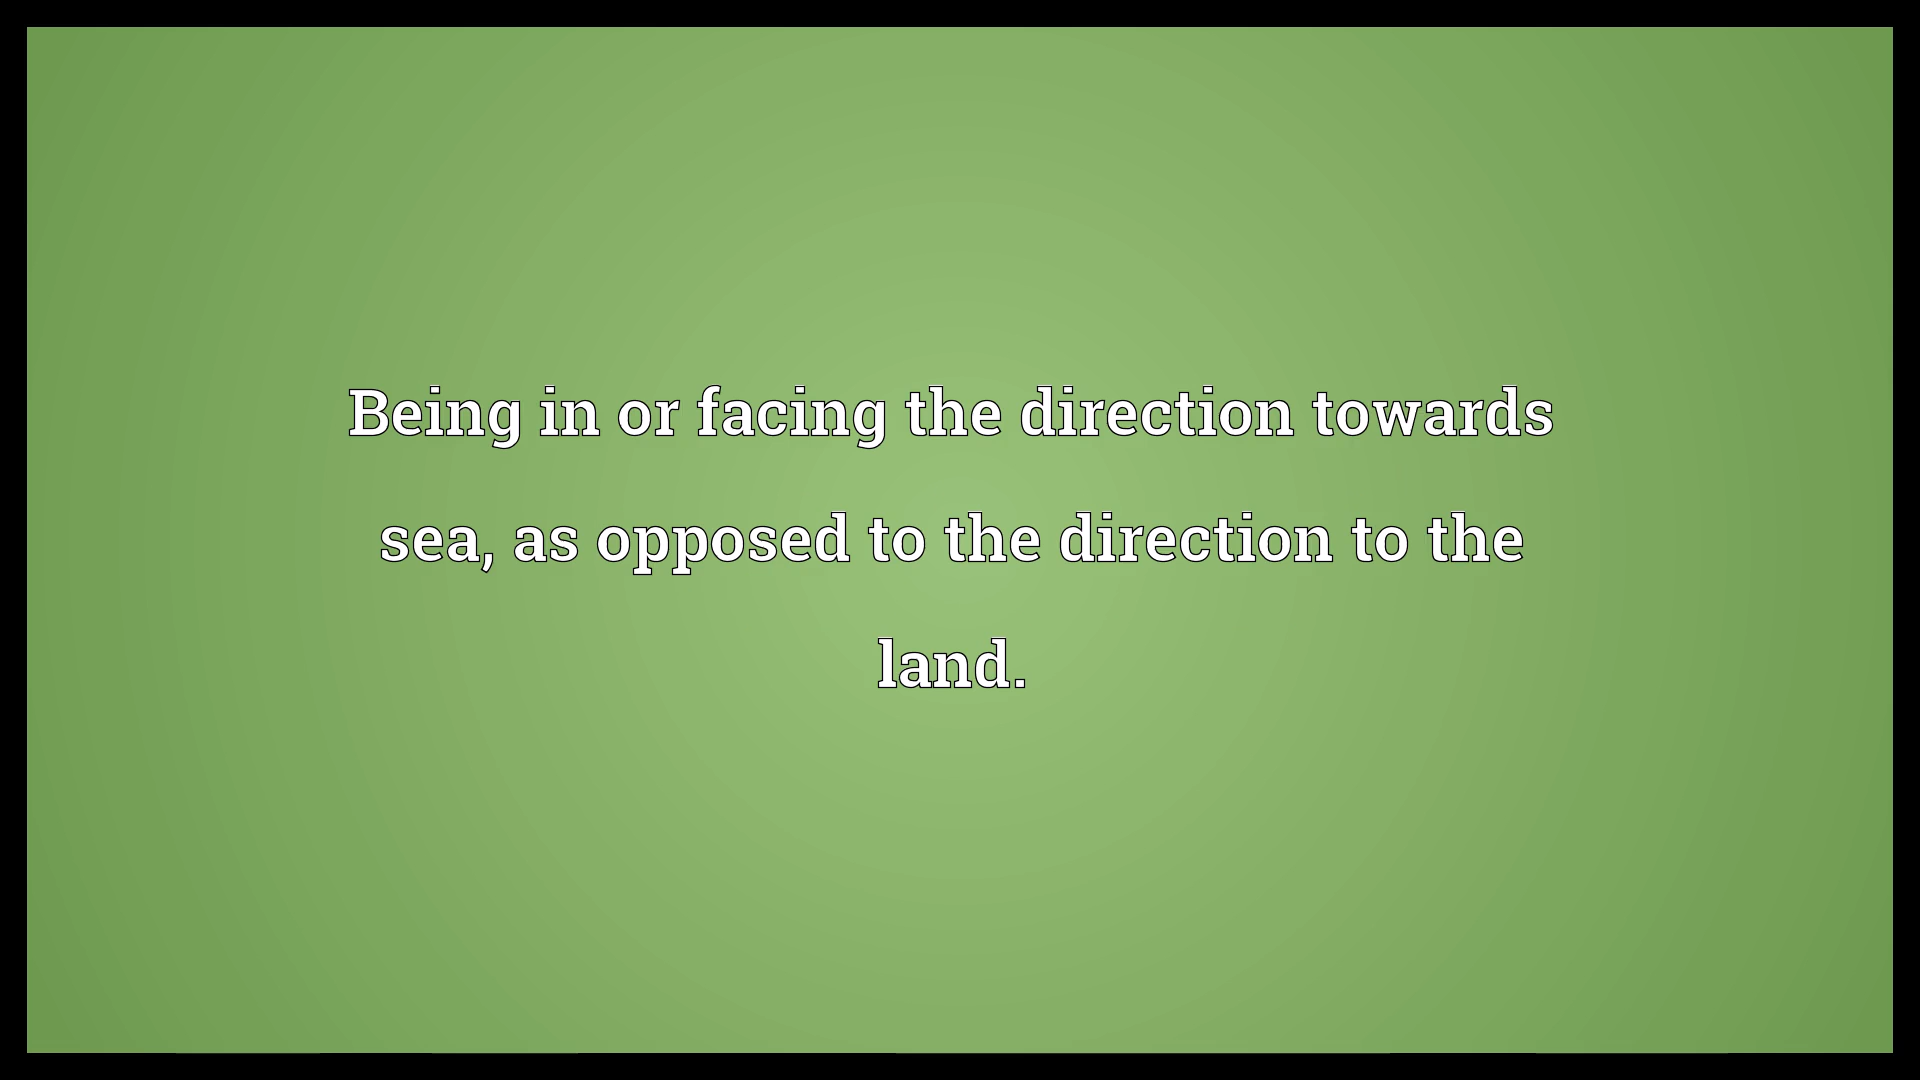 Being in or facing the direction towards
sea, as opposed to the direction to the
land.